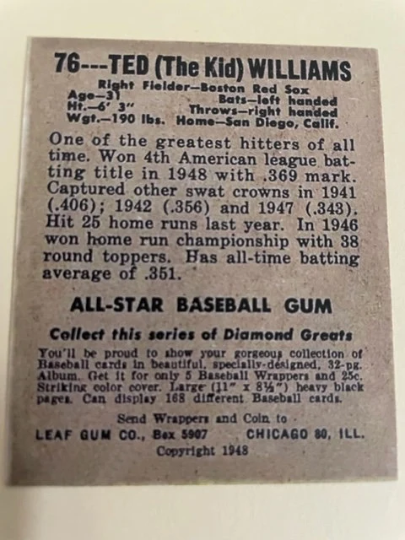 76---TED (The Kid) WILLIAMS
Right Fielder—Boston Red Sox
Age—31 Bats—left handed
Ht.—6' 3" Throws—right handed
Wgt.—190 lbs. Home—San Diego, Calif.
One of the greatest hitters of all
time. Won 4th American league bat-
ting title in 1948 with .369 mark.
Captured other swat crowns in 1941
(.406); 1942 (.356) and 1947 (.343).
Hit 25 home runs last year. In 1946
won home run championship with 38
round toppers. Has all-time batting
average of .351.
ALL-STAR BASEBALL GUM
Collect this series of Diamond Greats
You'll be proud to show your gorgeous collection of
Baseball cards in beautiful, specially-designed, 32-pg.
Album. Get it for only 5 Baseball Wrappers and 25c.
Striking color cover. Large (11" x 8½") heavy black
pages. Can display 168 different Baseball cards.
Send Wrappers and Coin to
LEAF GUM CO., Box 5907 CHICAGO 80, ILL.
Copyright 1948